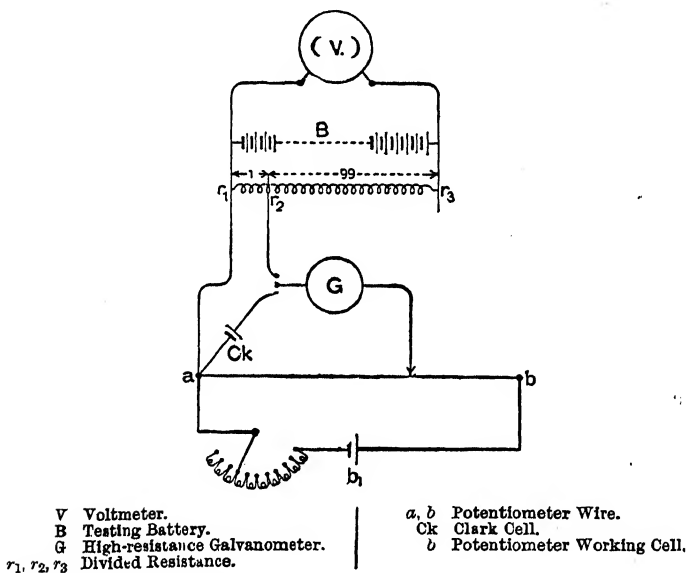 (V.)
B
1 99
r₁ r₂ r₃
G
Ck
a b
b₁
V Voltmeter.
B Testing Battery.
G High-resistance Galvanometer.
r₁, r₂, r₃ Divided Resistance.
a, b Potentiometer Wire.
Ck Clark Cell.
b Potentiometer Working Cell.